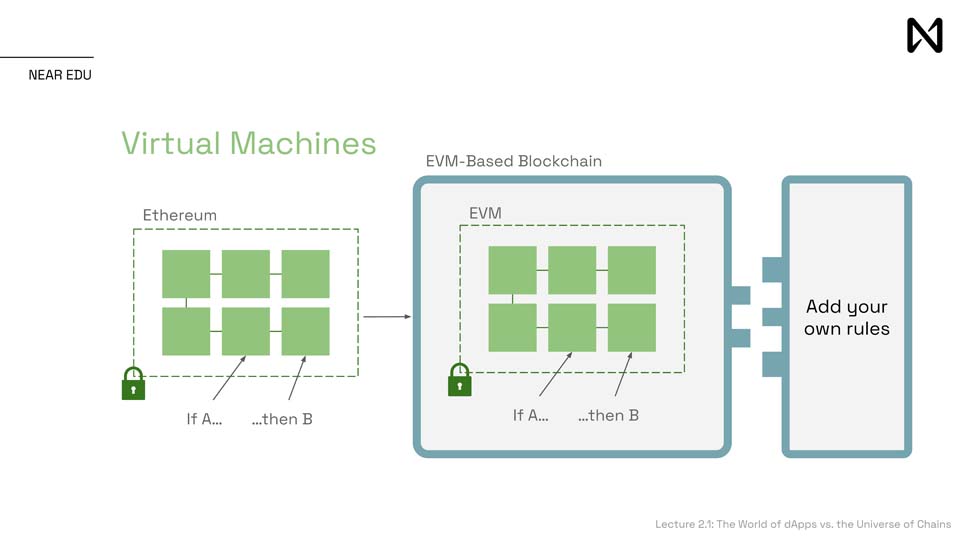 NEAR EDU
Virtual Machines
EVM-Based Blockchain
Ethereum
EVM
Add your
own rules
If A...
...then B
If A...
...then B
Lecture 2.1: The World of dApps vs. the Universe of Chains